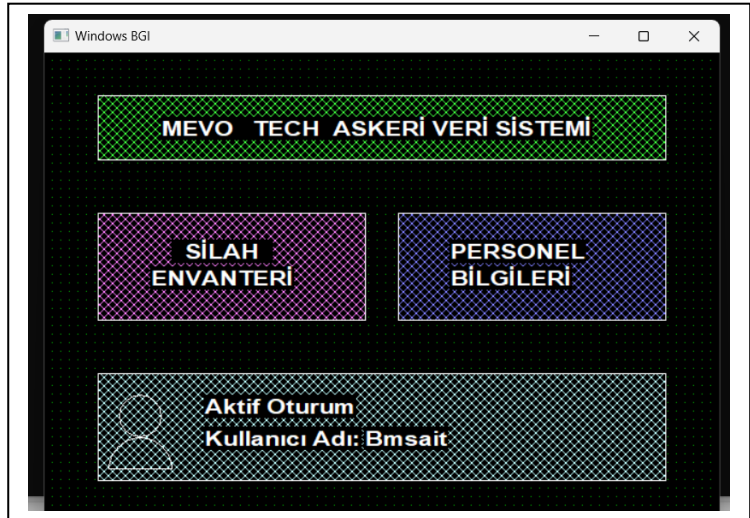 Windows BGI
MEVO TECH ASKERİ VERİ SİSTEMİ
SİLAH
ENVANTERİ
PERSONEL
BİLGİLERİ
Aktif Oturum
Kullanıcı Adı: Bmsait